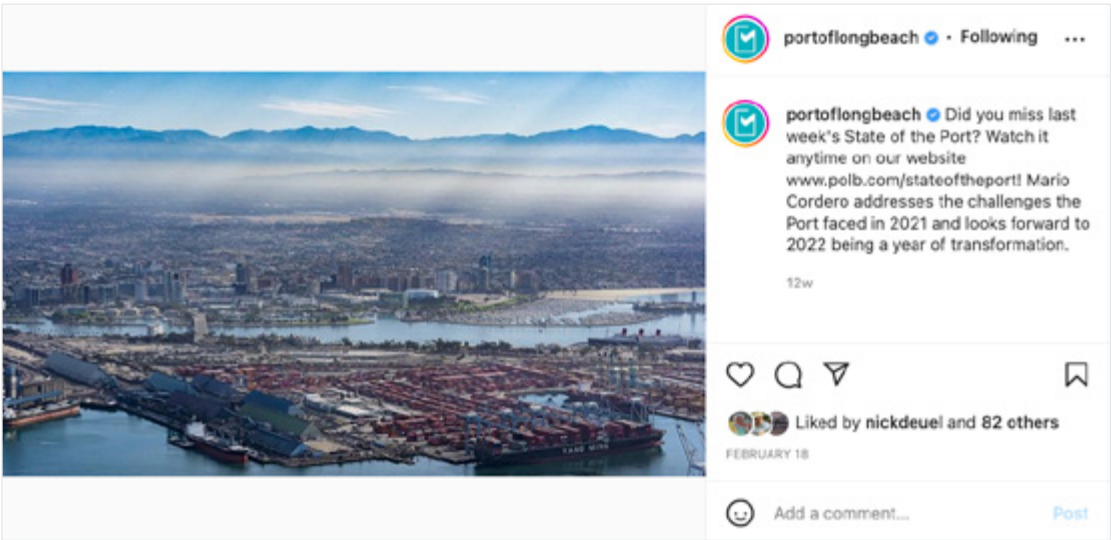 portoflongbeach • Following
portoflongbeach Did you miss last
week's State of the Port? Watch it
anytime on our website
www.polb.com/stateoftheport! Mario
Cordero addresses the challenges the
Port faced in 2021 and looks forward to
2022 being a year of transformation.
12w
YANG MING
Liked by nickdeuel and 82 others
FEBRUARY 18
Add a comment...
Post